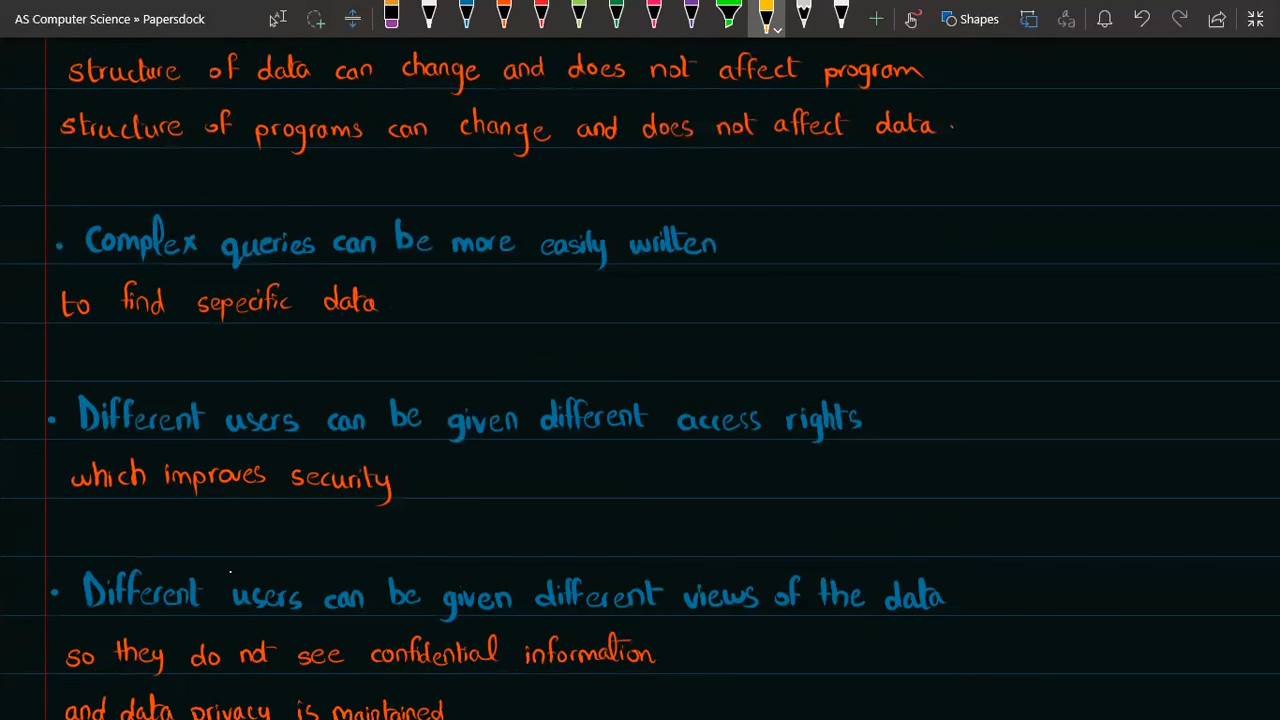 AS Computer Science » Papersdock
Shapes
structure of data can change and does not affect program
structure of programs can change and does not affect data.
• Complex queries can be more easily written
to find sepecific data
• Different users can be given different access rights
which improves security
• Different users can be given different views of the data
so they do not see confidential information
and data privacy is maintained